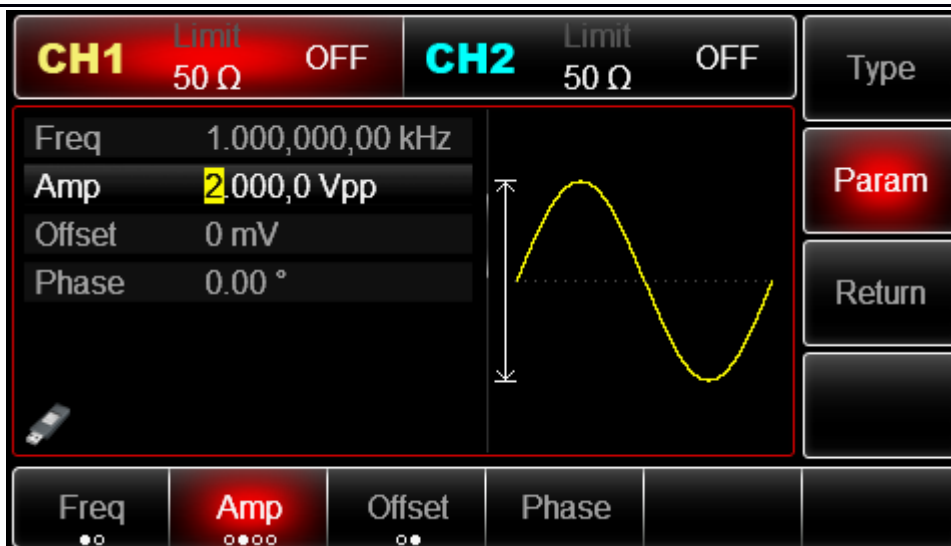 CH1 Limit 50 Ω OFF CH2 Limit 50 Ω OFF
Type
Freq 1.000,000,00 kHz
Amp 2.000,0 Vpp
Param
Offset 0 mV
Phase 0.00 °
Return
Freq Amp Offset Phase